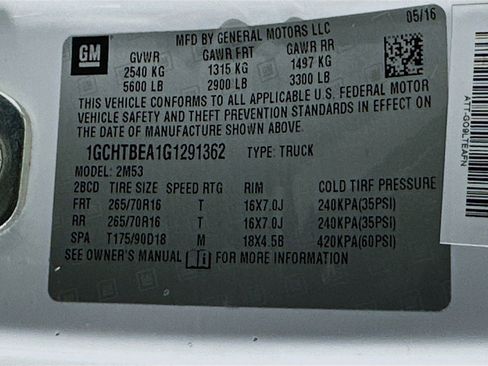 05/16
MFD BY GENERAL MOTORS LLC
GM
GVWR GAWR FRT GAWR RR
2540 KG 1315 KG 1497 KG
5600 LB 2900 LB 3300 LB
THIS VEHICLE CONFORMS TO ALL APPLICABLE U.S. FEDERAL MOTOR
VEHICLE SAFETY AND THEFT PREVENTION STANDARDS IN EFFECT
ON THE DATE OF MANUFACTURE SHOWN ABOVE.
1GCHTBEA1G1291362 TYPE: TRUCK
MODEL: 2M53
2BCD TIRE SIZE SPEED RTG RIM COLD TIRF PRESSURE
FRT 265/70R16 T 16X7.0J 240KPA(35PSI)
RR 265/70R16 T 16X7.0J 240KPA(35PSI)
SPA T175/90D18 M 18X4.5B 420KPA(60PSI)
SEE OWNER'S MANUAL i FOR MORE INFORMATION